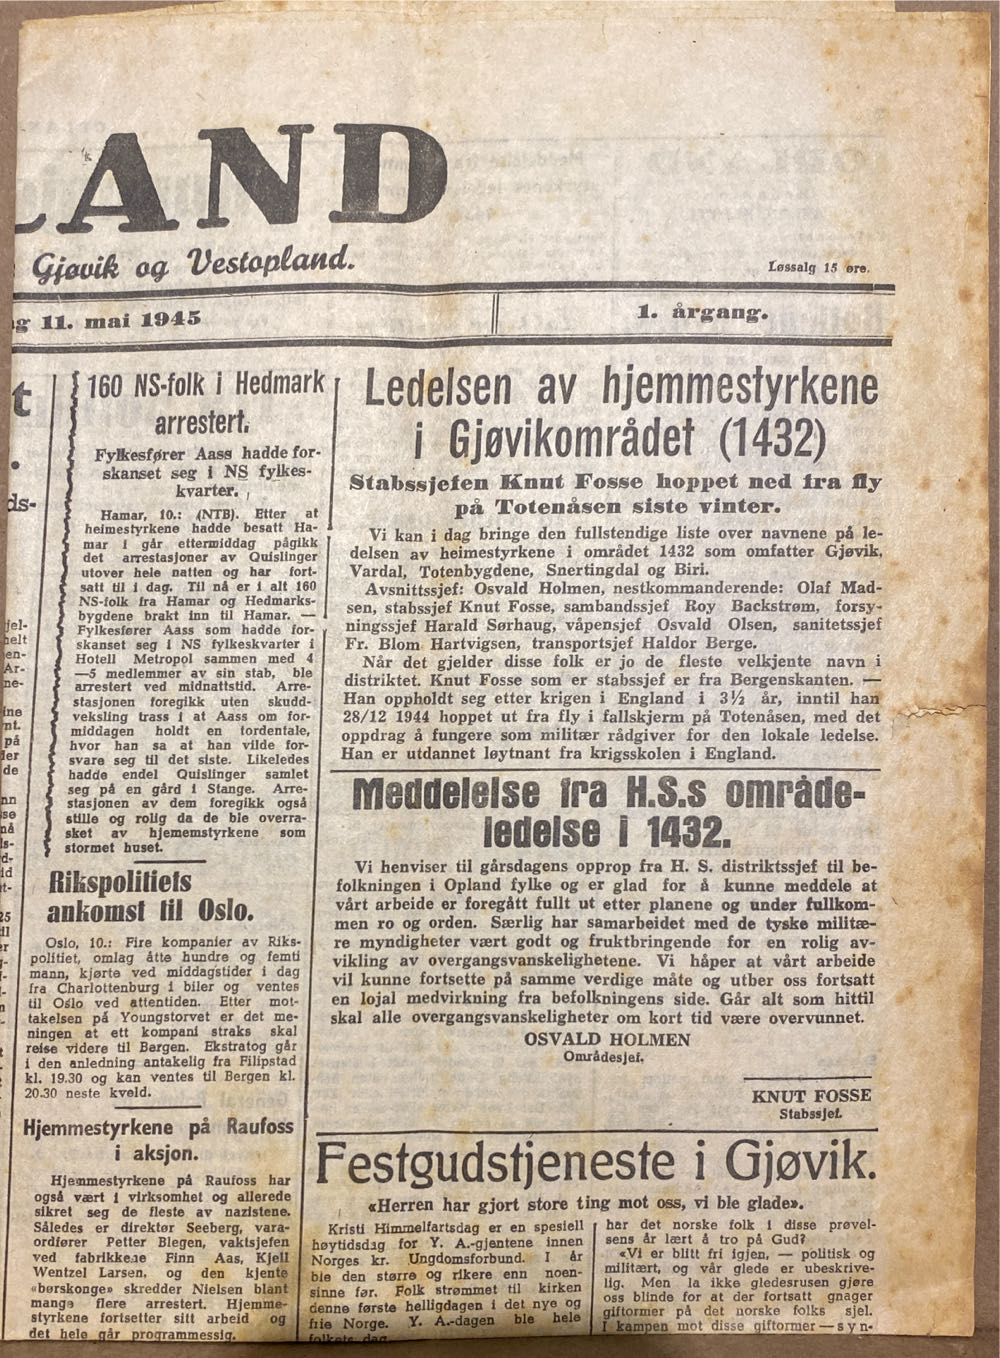 LAND
Gjøvik og Vestopland.
Løssalg 15 øre.
11. mai 1945
1. årgang.
160 NS-folk i Hedmark
arrestert.
Fylkesfører Aass hadde for-
skanset seg i NS fylkes-
kvarter.
Hamar, 10.: (NTB). Etter at
heimestyrkene hadde besatt Ha-
mar i går ettermiddag pågikk
det arrestasjoner av Quislinger
utover hele natten og har fort-
satt til i dag. Til nå er i alt 160
NS-folk fra Hamar og Hedmarks-
bygdene brakt inn til Hamar. —
Fylkesfører Aass som hadde for-
skanset seg i NS fylkeskvarter i
Hotell Metropol sammen med 4
—5 medlemmer av sin stab, ble
arrestert ved midnattstid. Arre-
stasjonen foregikk uten skudd-
veksling trass i at Aass om for-
middagen holdt en tordentale,
hvor han sa at han vilde for-
svare seg til det siste. Likeledes
hadde endel Quislinger samlet
seg på en gård i Stange. Arre-
stasjonen av dem foregikk også
stille og rolig da de ble overra-
sket av hjememstyrkene som
stormet huset.
Rikspolitiets
ankomst til Oslo.
Oslo, 10.: Fire kompanier av Riks-
politiet, omlag åtte hundre og femti
mann, kjørte ved middagstider i dag
fra Charlottenburg i biler og ventes
til Oslo ved attentiden. Etter mot-
takelsen på Youngstorvet er det me-
ningen at ett kompani straks skal
reise videre til Bergen. Ekstratog går
i den anledning antakelig fra Filipstad
kl. 19.30 og kan ventes til Bergen kl.
20.30 neste kveld.
Hjemmestyrkene på Raufoss
i aksjon.
Hjemmestyrkene på Raufoss har
også vært i virksomhet og allerede
sikret seg de fleste av nazistene.
Således er direktør Seeberg, vara-
ordfører Petter Blegen, vaktsjefen
ved fabrikkene Finn Aas, Kjell
Wentzel Larsen, og den kjente
«børskonge» skredder Nielsen blant
mange flere arrestert. Hjemme-
styrkene fortsetter sitt arbeid og
det hele går programmessig.
Ledelsen av hjemmestyrkene
i Gjøvikområdet (1432)
Stabssjefen Knut Fosse hoppet ned fra fly
på Totenåsen siste vinter.
Vi kan i dag bringe den fullstendige liste over navnene på le-
delsen av heimestyrkene i området 1432 som omfatter Gjøvik,
Vardal, Totenbygdene, Snertingdal og Biri.
Avsnittssjef: Osvald Holmen, nestkommanderende: Olaf Mad-
sen, stabssjef Knut Fosse, sambandssjef Roy Backstrøm, forsy-
ningssjef Harald Sørhaug, våpensjef Osvald Olsen, sanitetssjef
Fr. Blom Hartvigsen, transportsjef Haldor Berge.
Når det gjelder disse folk er jo de fleste velkjente navn i
distriktet. Knut Fosse som er stabssjef er fra Bergenskanten. —
Han oppholdt seg etter krigen i England i 3½ år, inntil han
28/12 1944 hoppet ut fra fly i fallskjerm på Totenåsen, med det
oppdrag å fungere som militær rådgiver for den lokale ledelse.
Han er utdannet løytnant fra krigsskolen i England.
Meddelelse fra H.S.s område-
ledelse i 1432.
Vi henviser til gårsdagens opprop fra H. S. distriktssjef til be-
folkningen i Opland fylke og er glad for å kunne meddele at
vårt arbeide er foregått fullt ut etter planene og under fullkom-
men ro og orden. Særlig har samarbeidet med de tyske militæ-
re myndigheter vært godt og fruktbringende for en rolig av-
vikling av overgangsvanskelighetene. Vi håper at vårt arbeide
vil kunne fortsette på samme verdige måte og utber oss fortsatt
en lojal medvirkning fra befolkningens side. Går alt som hittil
skal alle overgangsvanskeligheter om kort tid være overvunnet.
OSVALD HOLMEN
Områdesjef.
KNUT FOSSE
Stabssjef.
Festgudstjeneste i Gjøvik.
«Herren har gjort store ting mot oss, vi ble glade».
Kristi Himmelfartsdag er en spesiell
høytidsdag for Y. A.-gjentene innen
Norges kr. Ungdomsforbund. I år
ble den større og rikere enn noen-
sinne før. Folk strømmet til kirken
denne første helligdagen i det nye og
frie Norge. Y. A.-dagen ble hele
folkets dag
har det norske folk i disse prøvel-
sens år lært å tro på Gud?
«Vi er blitt fri igjen, — politisk og
militært, og vår glede er ubeskrive-
lig. Men la ikke gledesrusen gjøre
oss blinde for at der fortsatt gnager
giftormer på det norske folks sjel.
I kampen mot disse giftormer — syn-